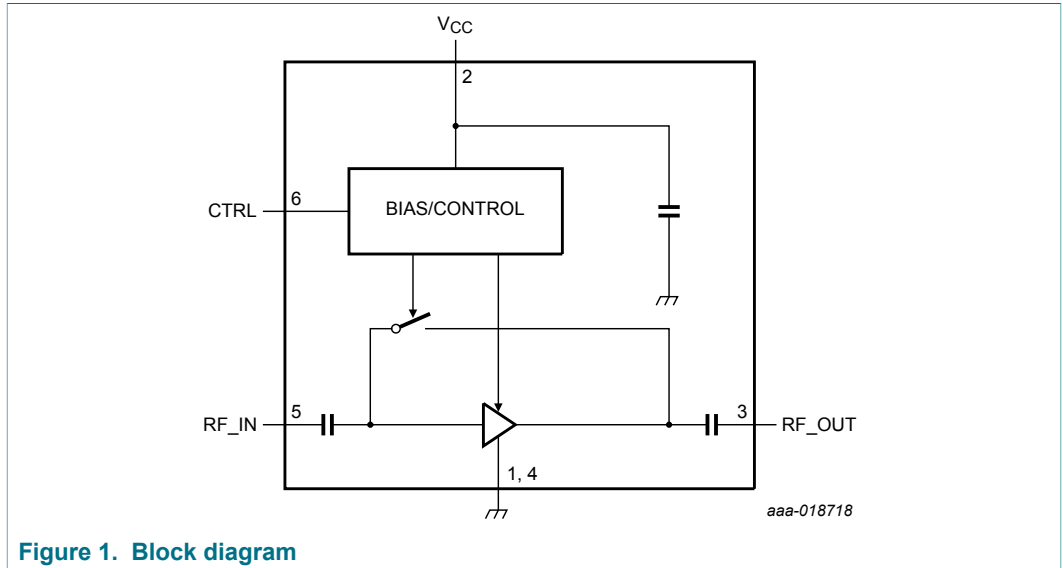 VCC
2
CTRL
6
BIAS/CONTROL
RF_IN
5
3
RF_OUT
1, 4
aaa-018718
Figure 1. Block diagram